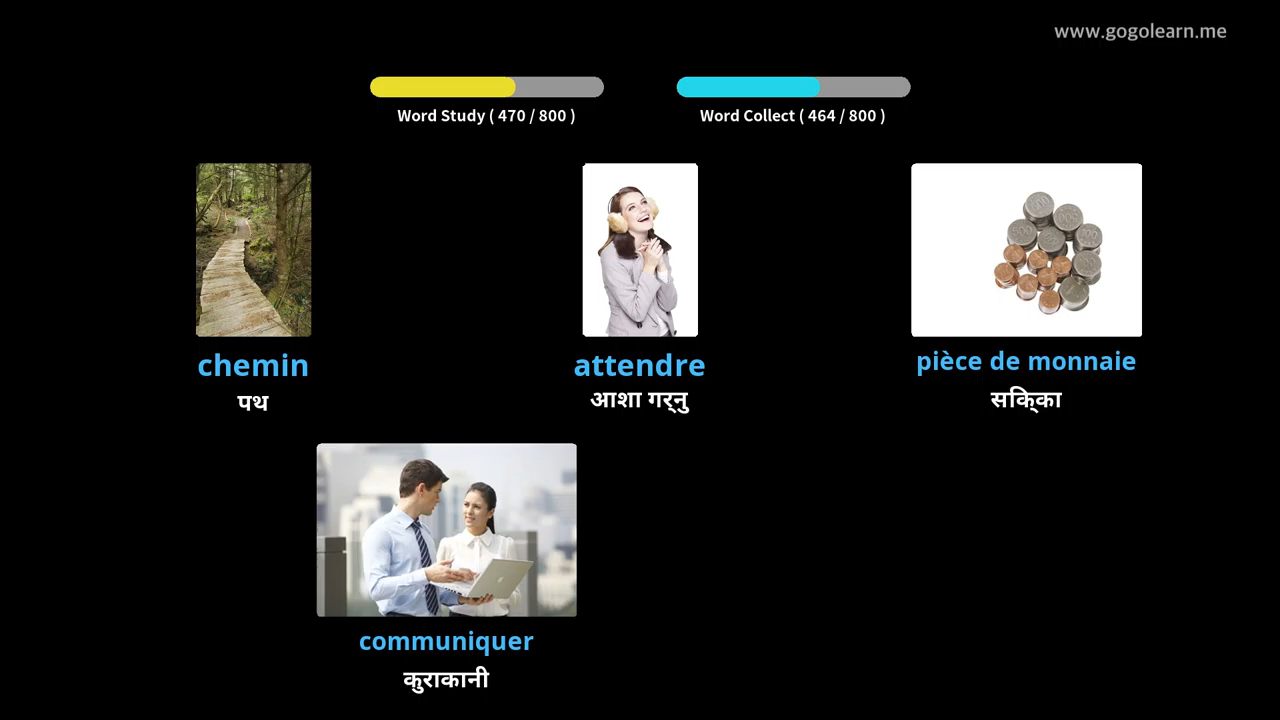 www.gogolearn.me
Word Study ( 470 / 800 )
Word Collect ( 464 / 800 )
chemin
पथ
attendre
आशा गर्नु
pièce de monnaie
सिक्का
communiquer
कुराकानी